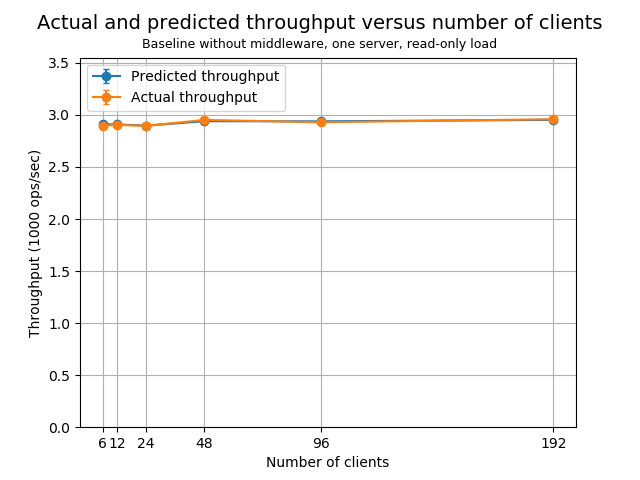 Actual and predicted throughput versus number of clients
Baseline without middleware, one server, read-only load
Predicted throughput
Actual throughput
3.5
3.0
2.5
2.0
1.5
1.0
0.5
0.0
Throughput (1000 ops/sec)
6 12 24 48 96 192
Number of clients